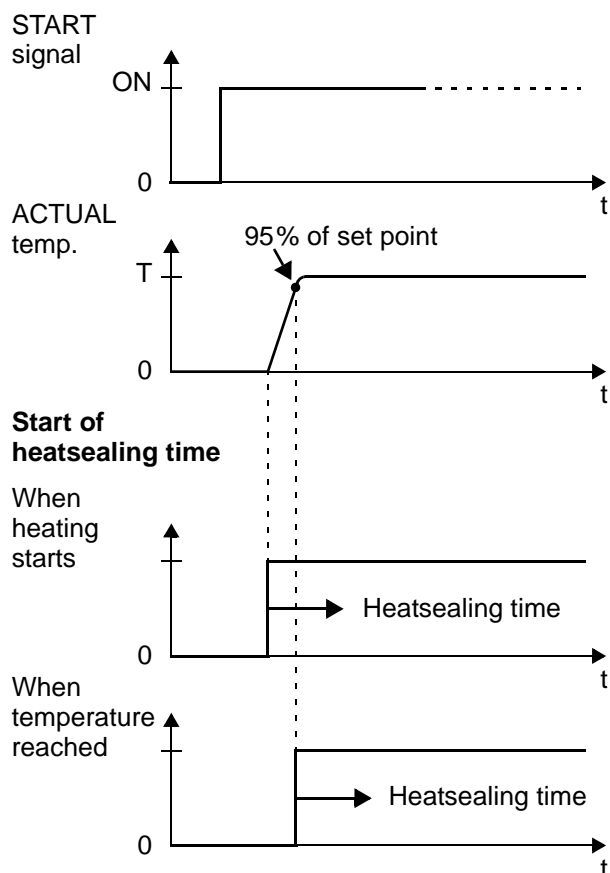 START
signal
ON
0
t
ACTUAL
temp.
95% of set point
T
0
t
Start of
heatsealing time
When
heating
starts
Heatsealing time
0
t
When
temperature
reached
Heatsealing time
0
t